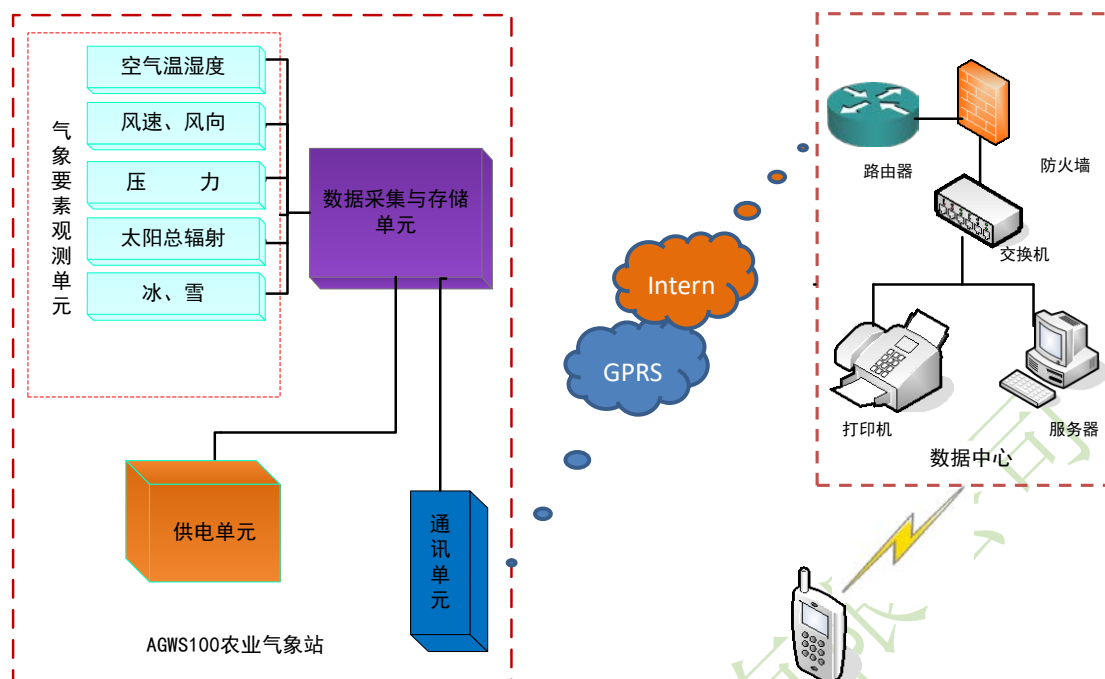 气象要素观测单元
空气温湿度
风速、风向
压 力
太阳总辐射
冰、雪
数据采集与存储
单元
供电单元
通讯单元
AGWS100农业气象站
Intern
GPRS
路由器
防火墙
交换机
打印机
服务器
数据中心
司